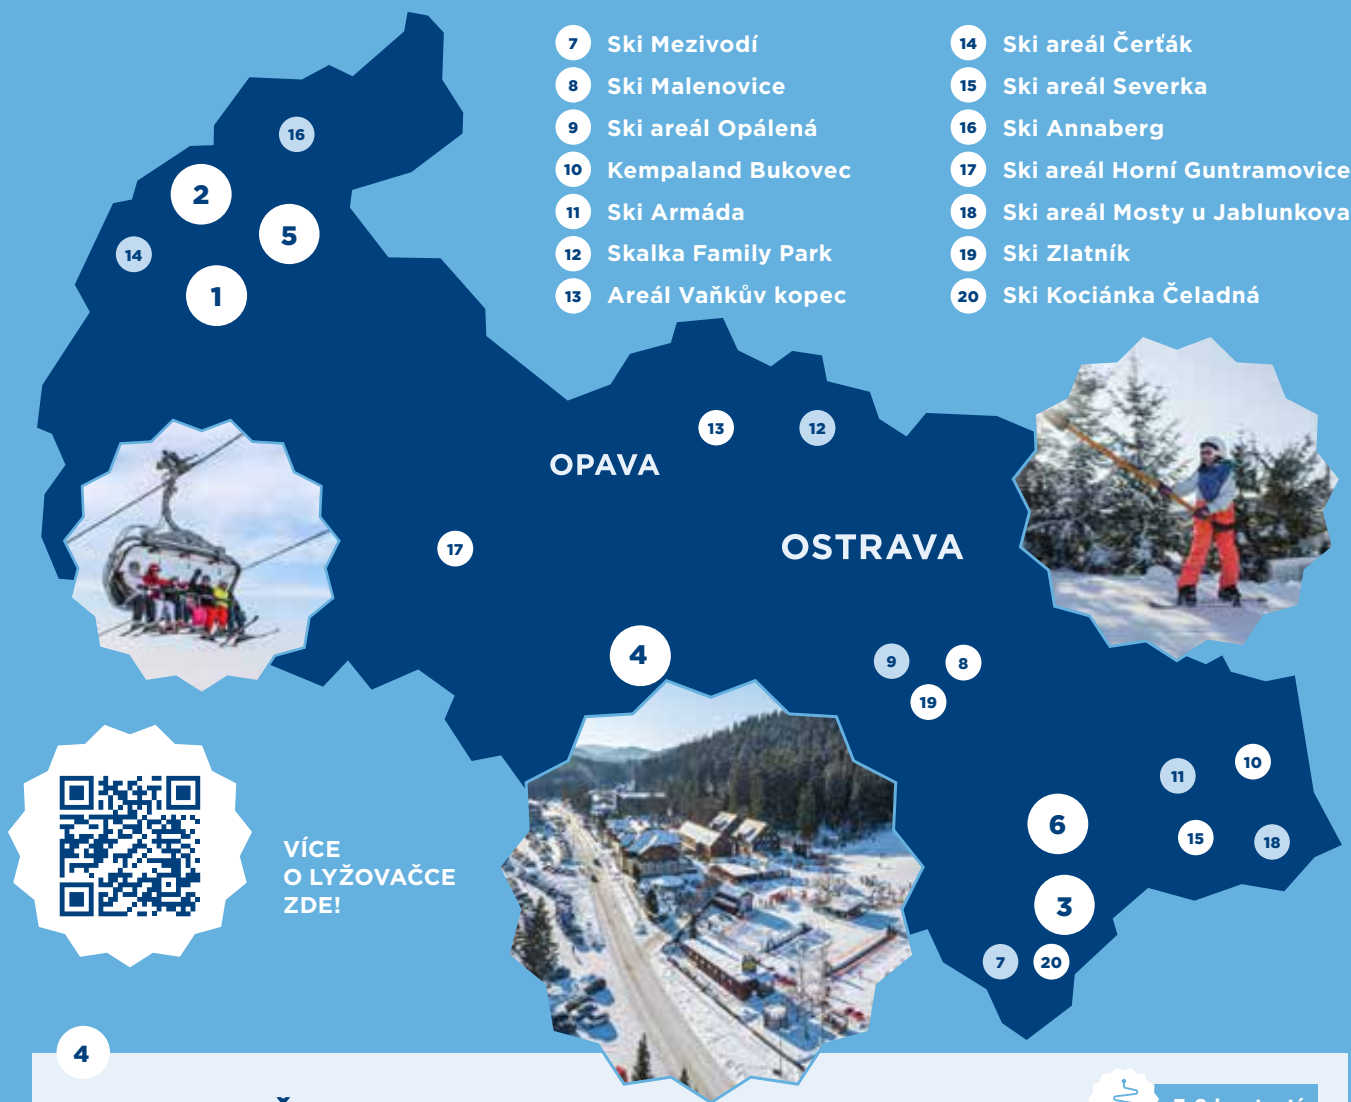 7 Ski Mezivodí
8 Ski Malenovice
9 Ski areál Opálená
10 Kempaland Bukovec
11 Ski Armáda
12 Skalka Family Park
13 Areál Vaňkův kopec
14 Ski areál Čerťák
15 Ski areál Severka
16 Ski Annaberg
17 Ski areál Horní Guntramovice
18 Ski areál Mosty u Jablunkova
19 Ski Zlatník
20 Ski Kociánka Čeladná
16
2
5
14
1
13
12
OPAVA
17
OSTRAVA
4
9
8
19
10
11
6
15
18
3
7
20
VÍCE
O LYŽOVAČCE
ZDE!
4